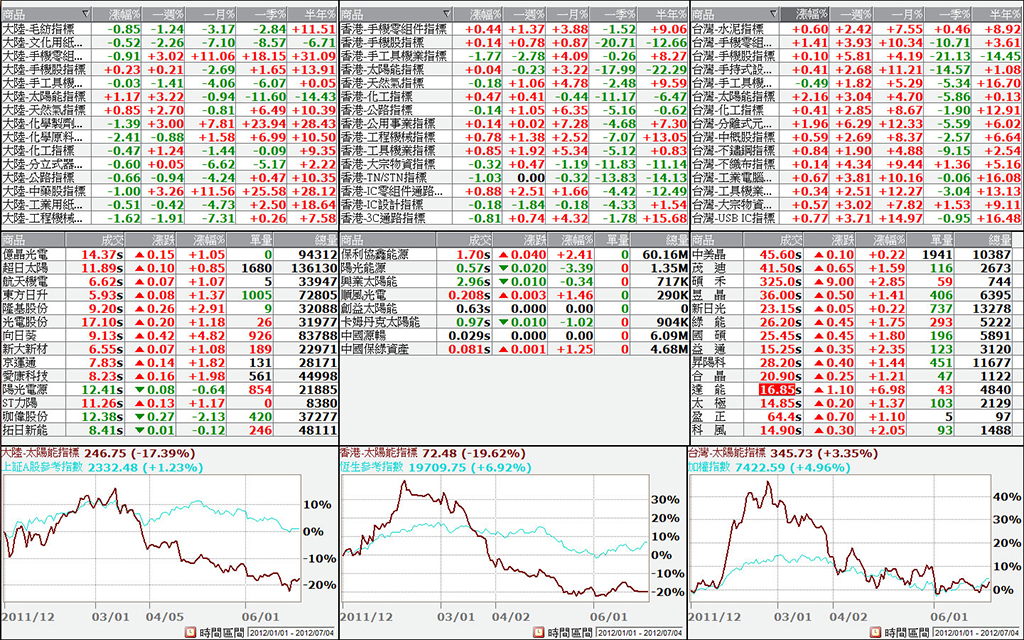 商品 漲幅% 一週% 一月% 一季% 半年%
大陸-毛紡指標 -0.85 -1.24 -3.17 -2.84 +11.51
大陸-文化用紙... -0.52 -2.26 -7.10 -8.57 -6.71
大陸-手機零組... -0.91 +3.02 +11.06 +18.15 +31.09
大陸-手機股指標 +0.23 +0.21 -2.69 +1.65 +13.91
大陸-手工具機... -0.03 -1.41 -4.06 -6.07 +0.05
大陸-太陽能指標 +1.17 +3.22 -0.94 -11.60 -14.43
大陸-天然氣指標 +0.85 +2.70 -0.81 +6.49 +10.39
大陸-化學製劑... -1.39 +3.00 +7.81 +23.94 +28.43
大陸-化學原料... -2.41 -0.88 +1.58 +6.99 +10.50
大陸-化工指標 -0.47 +1.24 -1.44 -0.09 +9.35
大陸-分立式器... -0.60 +0.05 -6.62 -5.17 +2.22
大陸-公路指標 -0.66 -0.94 -4.24 +0.47 +10.35
大陸-中藥股指標 -1.00 +3.26 +11.56 +25.58 +28.12
大陸-工業用紙... -0.51 -0.42 -4.73 +2.50 +18.64
大陸-工程機械... -1.62 -1.91 -7.31 +0.26 +7.58
商品 漲幅% 一週% 一月% 一季% 半年%
香港-手機零組件指標 +0.44 +1.37 +3.88 -1.52 +9.06
香港-手機股指標 +0.14 +0.78 +0.87 -20.71 -12.66
香港-手工具機業指標 -1.77 -2.78 +4.09 -0.26 +8.27
香港-太陽能指標 +0.04 -0.23 +3.22 -17.99 -22.29
香港-天然氣指標 -0.18 +1.06 +4.78 -2.48 +9.59
香港-化工指標 +0.47 +0.41 -0.44 -11.17 -6.47
香港-公路指標 -0.14 +1.05 +6.35 -5.16 -0.62
香港-公用事業指標 +0.14 +0.02 +7.28 -4.68 +7.30
香港-工程機械指標 +0.78 +1.38 +2.52 -7.07 +13.05
香港-工具機業指標 +0.85 +1.92 +5.34 -5.12 +0.83
香港-大宗物資指標 -0.32 +0.47 -1.19 -11.83 -11.14
香港-TN/STN指標 -1.03 0.00 -0.32 -13.83 -14.13
香港-IC零組件通路... +0.88 +2.51 +1.66 -4.42 -12.49
香港-IC設計指標 -0.18 -1.84 -0.18 -4.33 +1.54
香港-3C通路指標 -0.81 +0.74 +4.32 -1.78 +15.68
商品 漲幅% 一週% 一月% 一季% 半年%
台灣-水泥指標 +0.60 +2.42 +7.55 +0.46 +8.92
台灣-手機零組... +1.41 +3.93 +10.34 -10.71 +3.61
台灣-手機股指標 +0.10 +5.81 +4.19 -21.13 -14.45
台灣-手持式設... +0.41 +2.68 +11.21 -14.57 +1.08
台灣-手工具機... -0.49 +1.82 +5.29 -5.34 +16.70
台灣-太陽能指標 +2.16 +3.04 +4.70 -5.86 +0.13
台灣-化工指標 +0.41 +2.85 +8.67 -1.90 +12.91
台灣-分離式元... +1.96 +6.29 +12.33 -5.59 +6.02
台灣-中概股指標 +0.59 +2.69 +8.37 -2.57 +6.64
台灣-不鏽鋼指標 +0.84 +1.90 +4.88 -9.15 +2.54
台灣-不織布指標 +0.14 +4.34 +9.44 +1.36 +5.16
台灣-工業電腦... +0.67 +3.81 +10.16 -0.06 +16.08
台灣-工具機業... +0.34 +2.51 +12.27 -3.04 +13.13
台灣-大宗物資... +0.57 +3.02 +7.82 +1.53 +9.11
台灣-USB IC指標 +0.77 +3.71 +14.97 -0.95 +16.48
商品 成交 漲跌 漲幅% 單量 總量
億晶光電 14.37s ▲0.15 +1.05 0 94312
超日太陽 11.89s ▲0.10 +0.85 1680 136130
航天機電 6.62s ▲0.07 +1.07 5 33947
東方日升 5.93s ▲0.08 +1.37 1005 72805
隆基股份 9.20s ▲0.26 +2.91 9 32088
光電股份 17.10s ▲0.20 +1.18 26 31977
向日葵 9.13s ▲0.42 +4.82 926 83788
新大新材 6.55s ▲0.07 +1.08 189 22971
京運通 7.83s ▲0.14 +1.82 131 28171
愛康科技 8.23s ▲0.16 +1.98 561 44998
陽光電源 12.41s ▼0.08 -0.64 854 21885
ST力陽 11.26s ▲0.13 +1.17 0 8380
珈偉股份 12.38s ▼0.27 -2.13 420 37277
拓日新能 8.41s ▼0.01 -0.12 246 48111
商品 成交 漲跌 漲幅% 單量 總量
保利協鑫能源 1.70s ▲0.040 +2.41 0 60.16M
陽光能源 0.57s ▼0.020 -3.39 0 1.35M
興業太陽能 2.96s ▼0.010 -0.34 0 717K
順風光電 0.208s ▲0.003 +1.46 0 290K
創益太陽能 0.63s 0.000 0.00 0 0
卡姆丹克太陽能 0.97s ▼0.010 -1.02 0 904K
中國源暢 0.029s 0.000 0.00 0 6.09M
中國保綠資產 0.081s ▲0.001 +1.25 0 4.68M
商品 成交 漲跌 漲幅% 單量 總量
中美晶 45.60s ▲0.10 +0.22 1941 10387
茂迪 41.50s ▲0.65 +1.59 116 2673
碩禾 325.0s ▲9.00 +2.85 59 744
昱晶 36.00s ▲0.50 +1.41 406 6395
新日光 23.15s ▲0.05 +0.22 737 13278
綠能 26.20s ▲0.45 +1.75 293 5222
國碩 25.45s ▲0.45 +1.80 196 5891
益通 15.25s ▲0.35 +2.35 123 3120
昇陽科 28.20s ▲0.40 +1.44 451 11677
合晶 20.90s ▲0.25 +1.21 47 1122
達能 16.85s ▲1.10 +6.98 43 4840
太極 14.85s ▲0.20 +1.37 103 2129
盈正 64.4s ▲0.70 +1.10 5 97
科風 14.90s ▲0.30 +2.05 93 1488
大陸-太陽能指標 246.75 (-17.39%)
上証A股參考指數 2332.48 (+1.23%)
10%
0%
-10%
-20%
2011/12 03/01 04/05 06/01
時間區間 2012/01/01 - 2012/07/04
香港-太陽能指標 72.48 (-19.62%)
恆生參考指數 19709.75 (+6.92%)
30%
20%
10%
0%
-10%
-20%
2011/12 03/01 04/02 06/01
時間區間 2012/01/01 - 2012/07/04
台灣-太陽能指標 345.73 (+3.35%)
加權指數 7422.59 (+4.96%)
40%
30%
20%
10%
0%
2011/12 03/01 04/02 06/01
時間區間 2012/01/01 - 2012/07/04